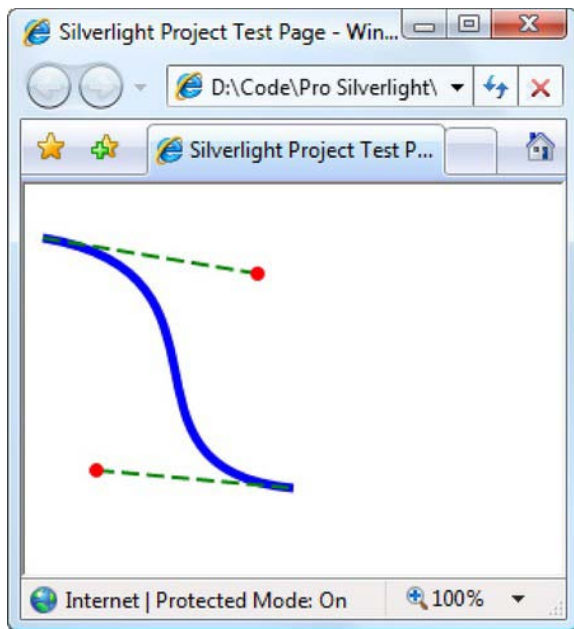 Silverlight Project Test Page - Win...
D:\Code\Pro Silverlight\
Silverlight Project Test P...
Internet | Protected Mode: On
100%